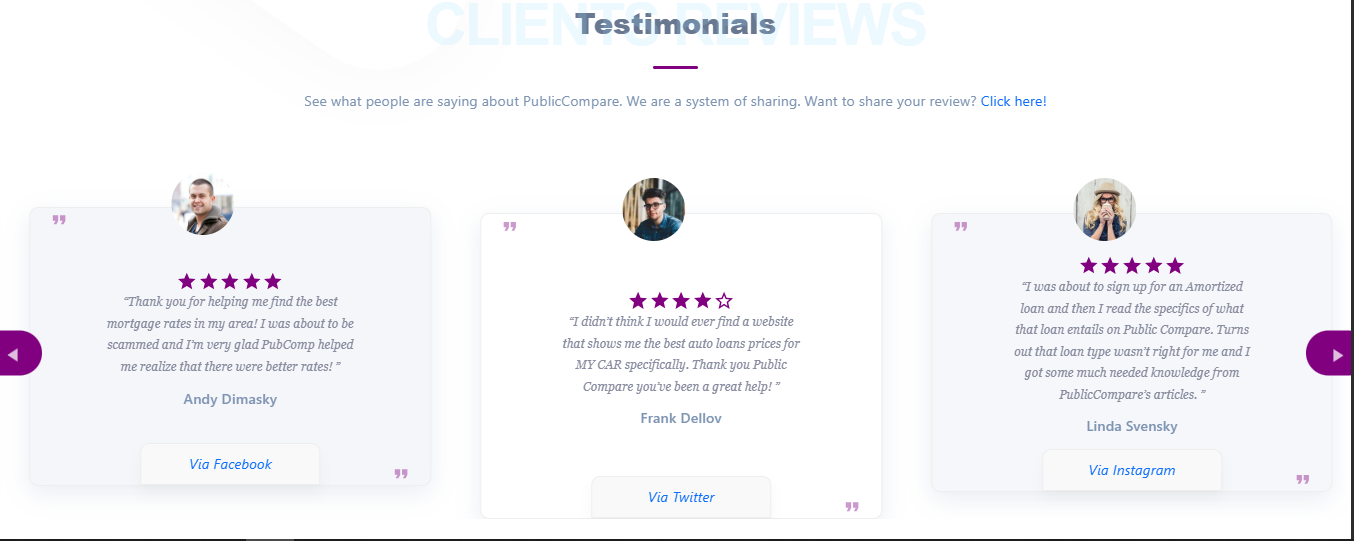 CLIENTS REVIEWS
Testimonials
See what people are saying about PublicCompare. We are a system of sharing. Want to share your review? Click here!
“Thank you for helping me find the best
mortgage rates in my area! I was about to be
scammed and I’m very glad PubComp helped
me realize that there were better rates! ”
Andy Dimasky
Via Facebook
“I didn’t think I would ever find a website
that shows me the best auto loans prices for
MY CAR specifically. Thank you Public
Compare you’ve been a great help! ”
Frank Dellov
Via Twitter
“I was about to sign up for an Amortized
loan and then I read the specifics of what
that loan entails on Public Compare. Turns
out that loan type wasn’t right for me and I
got some much needed knowledge from
PublicCompare’s articles. ”
Linda Svensky
Via Instagram